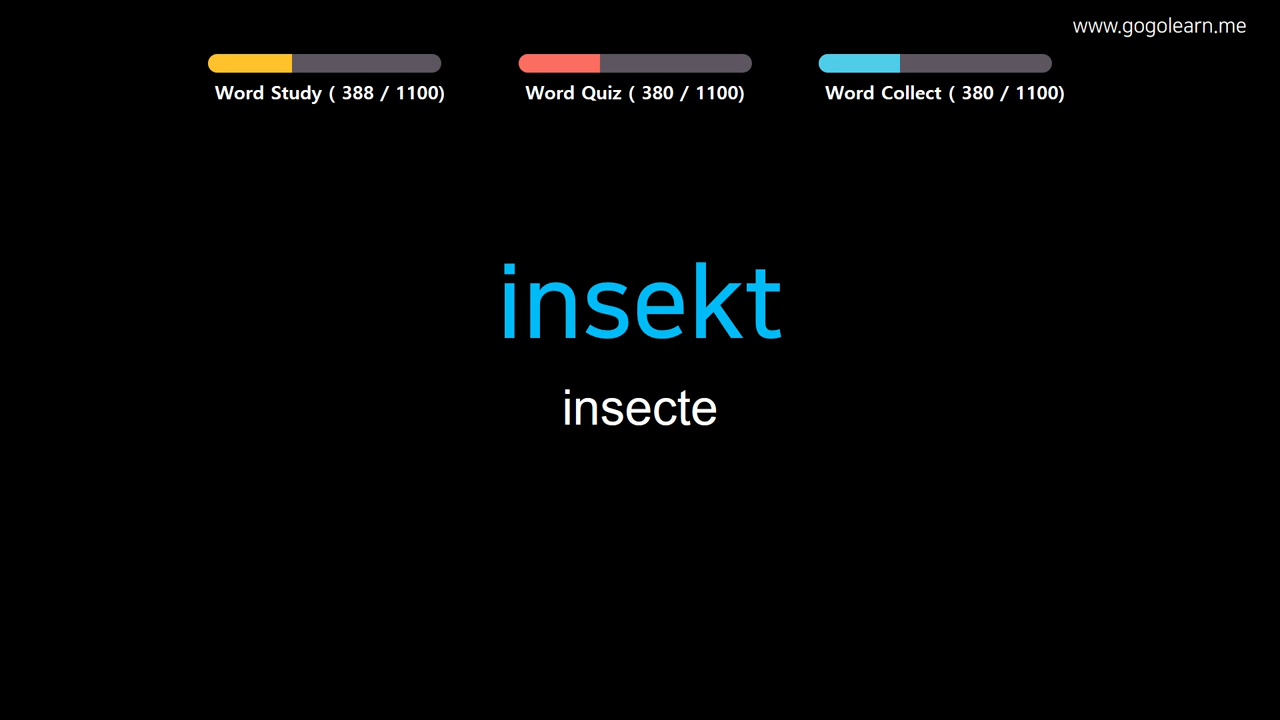 www.gogolearn.me
Word Study ( 388 / 1100)
Word Quiz ( 380 / 1100)
Word Collect ( 380 / 1100)
insekt
insecte